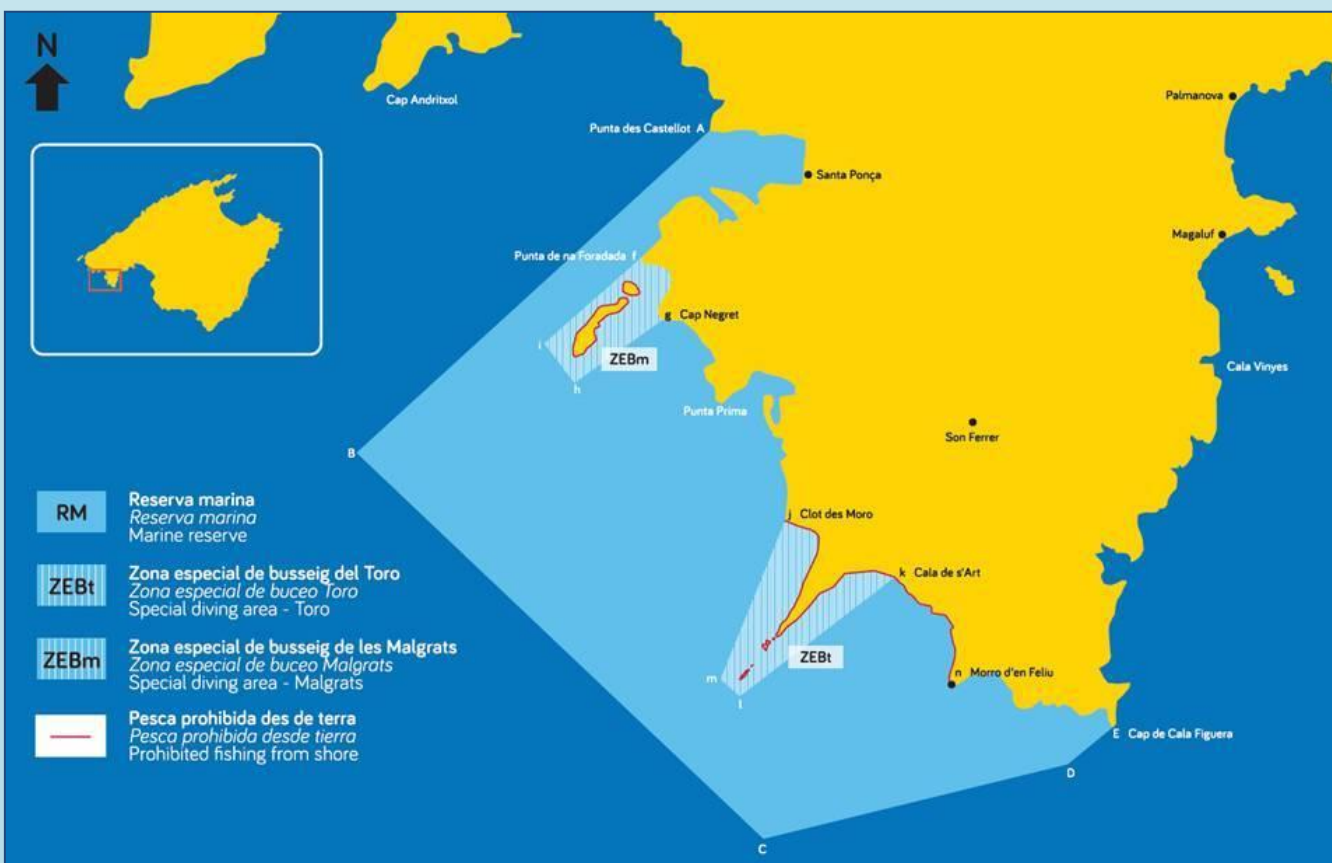 N
Cap Andritxol
Palmanova
Punta des Castellot A
Santa Ponça
Magaluf
Punta de na Foradada f
g Cap Negret
i
ZEBm
h
Cala Vinyes
Punta Prima
Son Ferrer
B
j Clot des Moro
k Cala de s'Art
ZEBt
m
l
n Morro d'en Feliu
E Cap de Cala Figuera
D
C
RM
Reserva marina
Reserva marina
Marine reserve
ZEBt
Zona especial de busseig del Toro
Zona especial de buceo Toro
Special diving area - Toro
ZEBm
Zona especial de busseig de les Malgrats
Zona especial de buceo Malgrats
Special diving area - Malgrats
Pesca prohibida des de terra
Pesca prohibida desde tierra
Prohibited fishing from shore